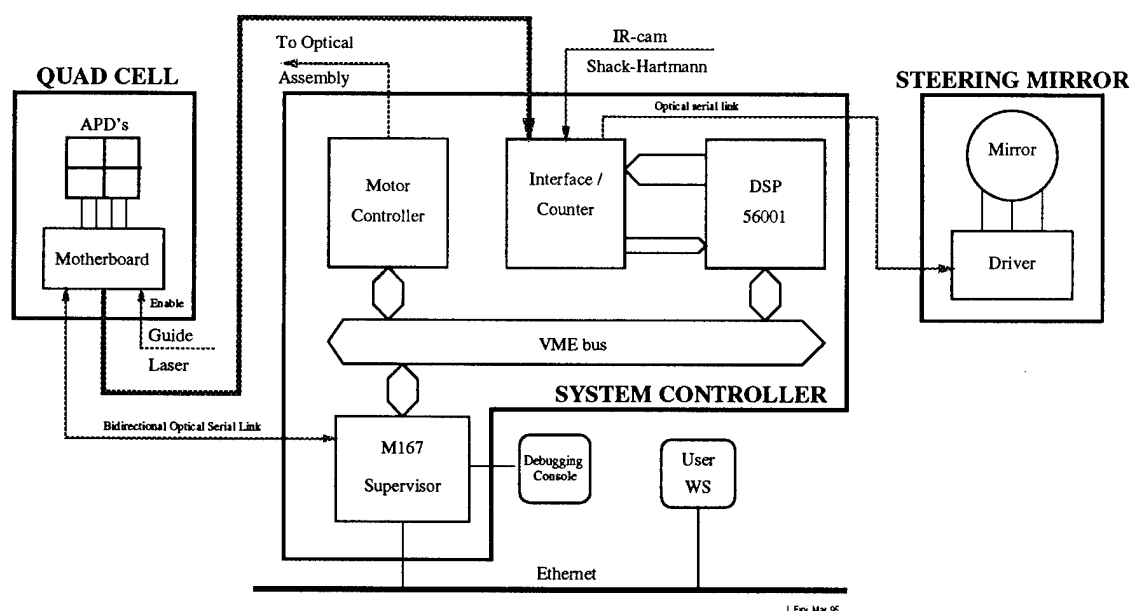 To Optical
Assembly
IR-cam
Shack-Hartmann
QUAD CELL
APD's
Motherboard
Enable
Guide
Laser
Optical serial link
STEERING MIRROR
Mirror
Driver
Motor
Controller
Interface /
Counter
DSP
56001
VME bus
SYSTEM CONTROLLER
Bidirectional Optical Serial Link
M167
Supervisor
Debugging
Console
User
WS
Ethernet